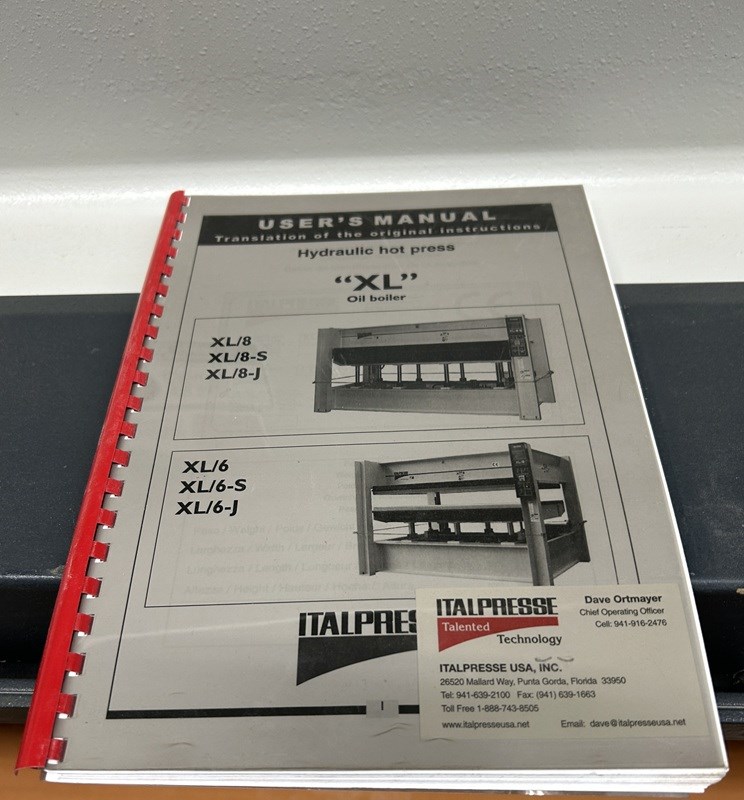 USER'S MANUAL
Translation of the original instructions
Hydraulic hot press
“XL”
Oil boiler
XL/8
XL/8-S
XL/8-J
XL/6
XL/6-S
XL/6-J
ITALPRES
I
ITALPRESSE
Talented
Technology
Dave Ortmayer
Chief Operating Officer
Cell: 941-916-2476
ITALPRESSE USA, INC.
26520 Mallard Way, Punta Gorda, Florida 33950
Tel: 941-639-2100 Fax: (941) 639-1663
Toll Free 1-888-743-8505
www.italpresseusa.net Email: dave@italpresseusa.net